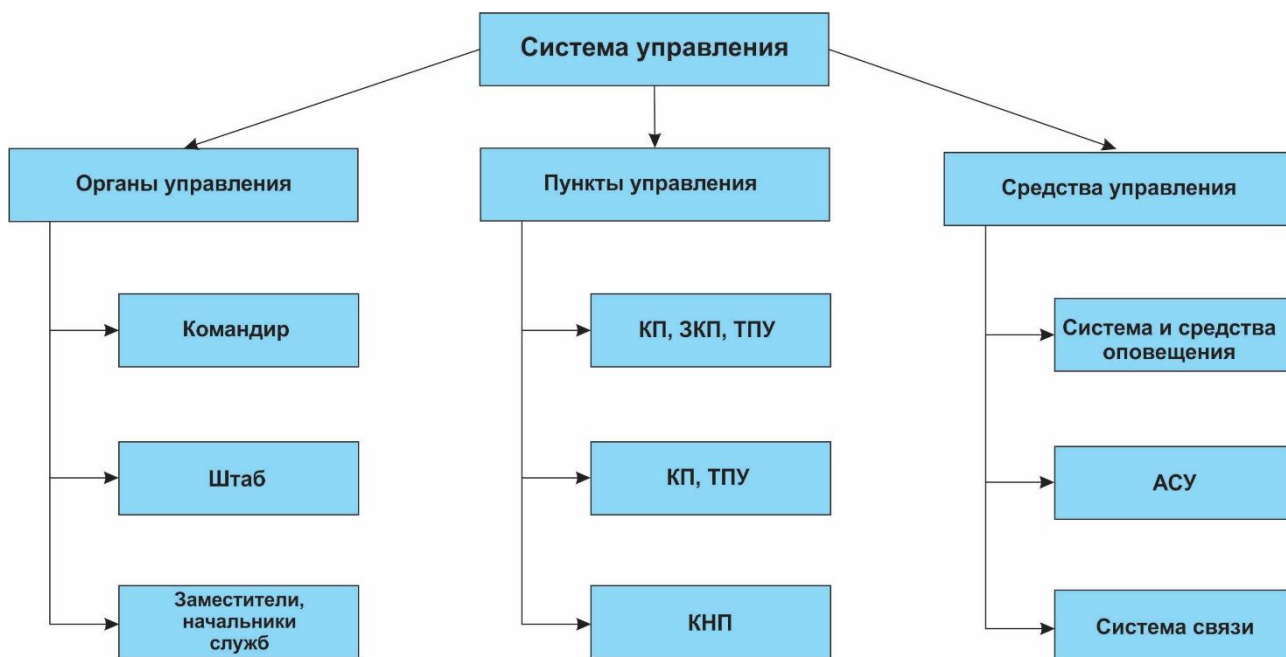 Система управления
Органы управления
Пункты управления
Средства управления
Командир
КП, ЗКП, ТПУ
Система и средства
оповещения
Штаб
КП, ТПУ
АСУ
Заместители,
начальники
служб
КНП
Система связи